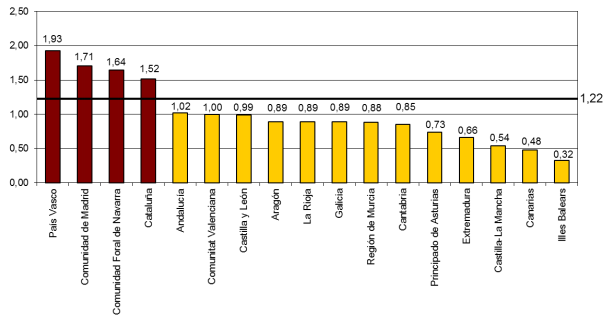 2,50
2,00
1,50
1,00
0,50
0,00
1,93
1,71
1,64
1,52
1,02
1,00
0,99
0,89
0,89
0,89
0,88
0,85
0,73
0,66
0,54
0,48
0,32
1,22
País Vasco
Comunidad de Madrid
Comunidad Foral de Navarra
Cataluña
Andalucía
Comunitat Valenciana
Castilla y León
Aragón
La Rioja
Galicia
Región de Murcia
Cantabria
Principado de Asturias
Extremadura
Castilla- La Mancha
Canarias
Illes Balears